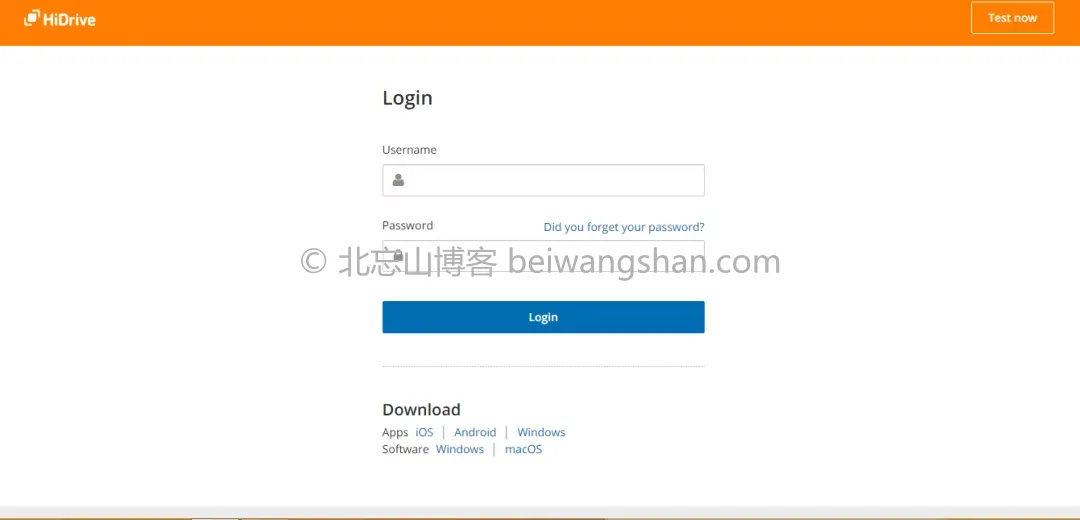 HiDrive
Test now
Login
Username
Password Did you forget your password?
© 北忘山博客 beiwangshan.com
Login
Download
Apps iOS | Android | Windows
Software Windows | macOS